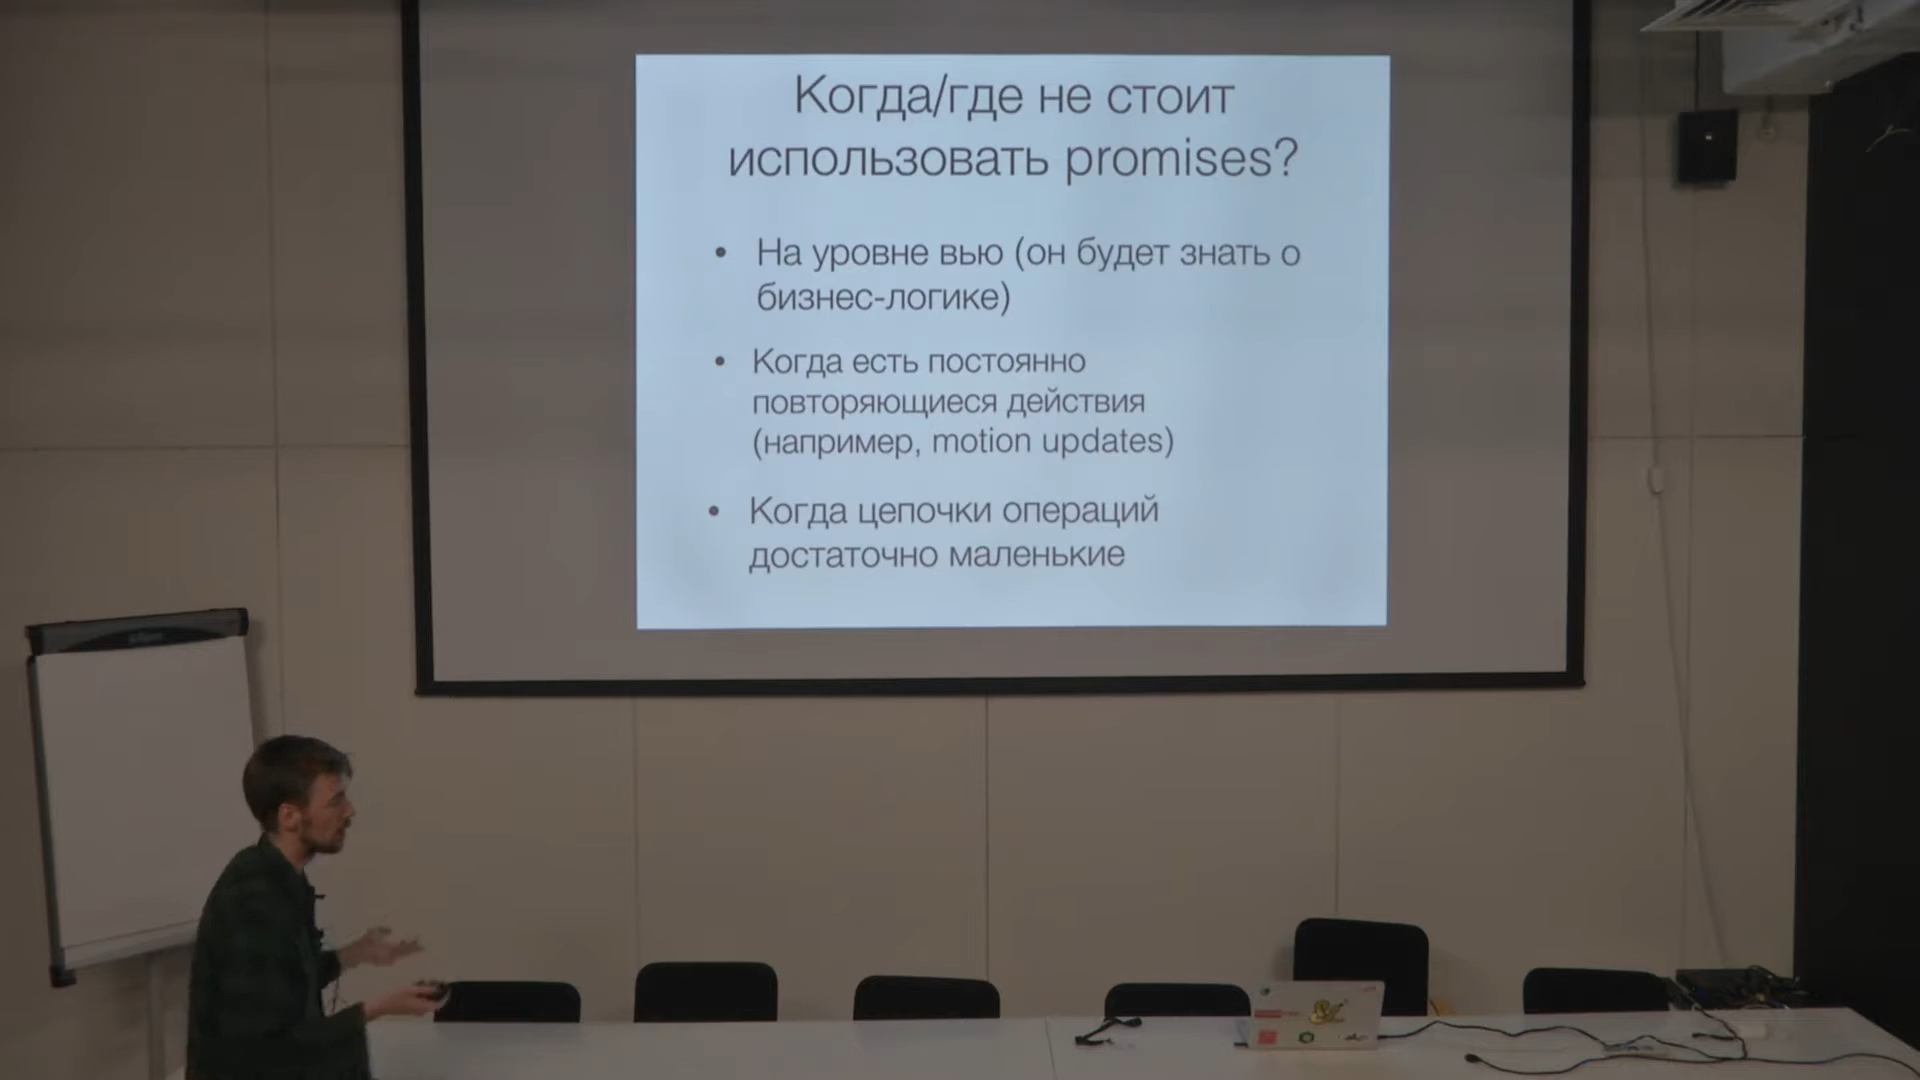 Когда/где не стоит
использовать promises?
• На уровне вью (он будет знать о
бизнес-логике)
• Когда есть постоянно
повторяющиеся действия
(например, motion updates)
• Когда цепочки операций
достаточно маленькие